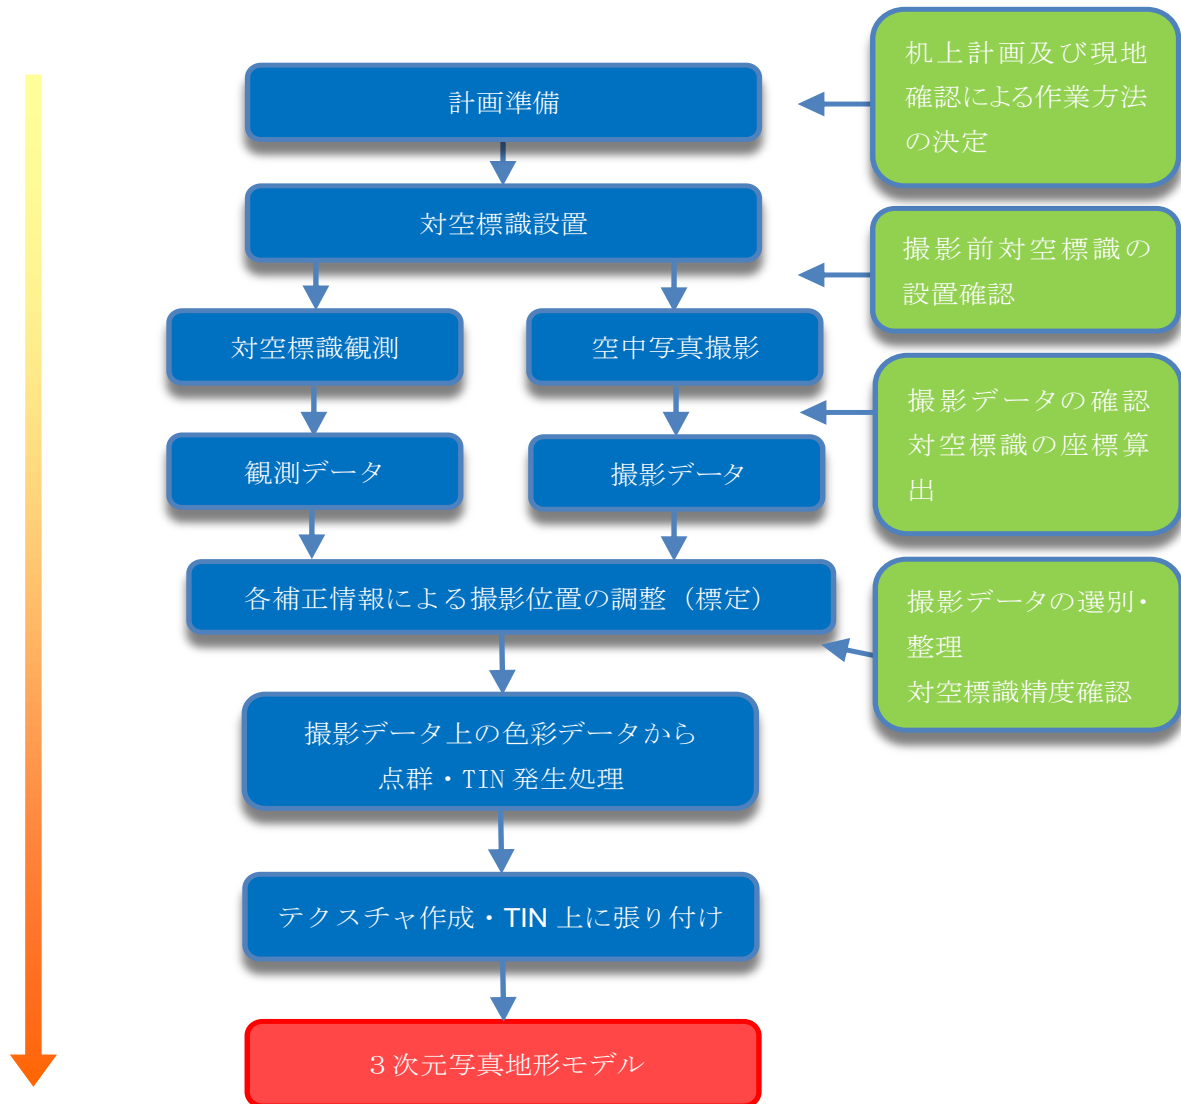 計画準備
机上計画及び現地
確認による作業方法
の決定
対空標識設置
撮影前対空標識の
設置確認
対空標識観測
空中写真撮影
撮影データの確認
対空標識の座標算
出
観測データ
撮影データ
各補正情報による撮影位置の調整（標定）
撮影データの選別・
整理
対空標識精度確認
撮影データ上の色彩データから
点群・TIN 発生処理
テクスチャ作成・TIN 上に張り付け
３次元写真地形モデル